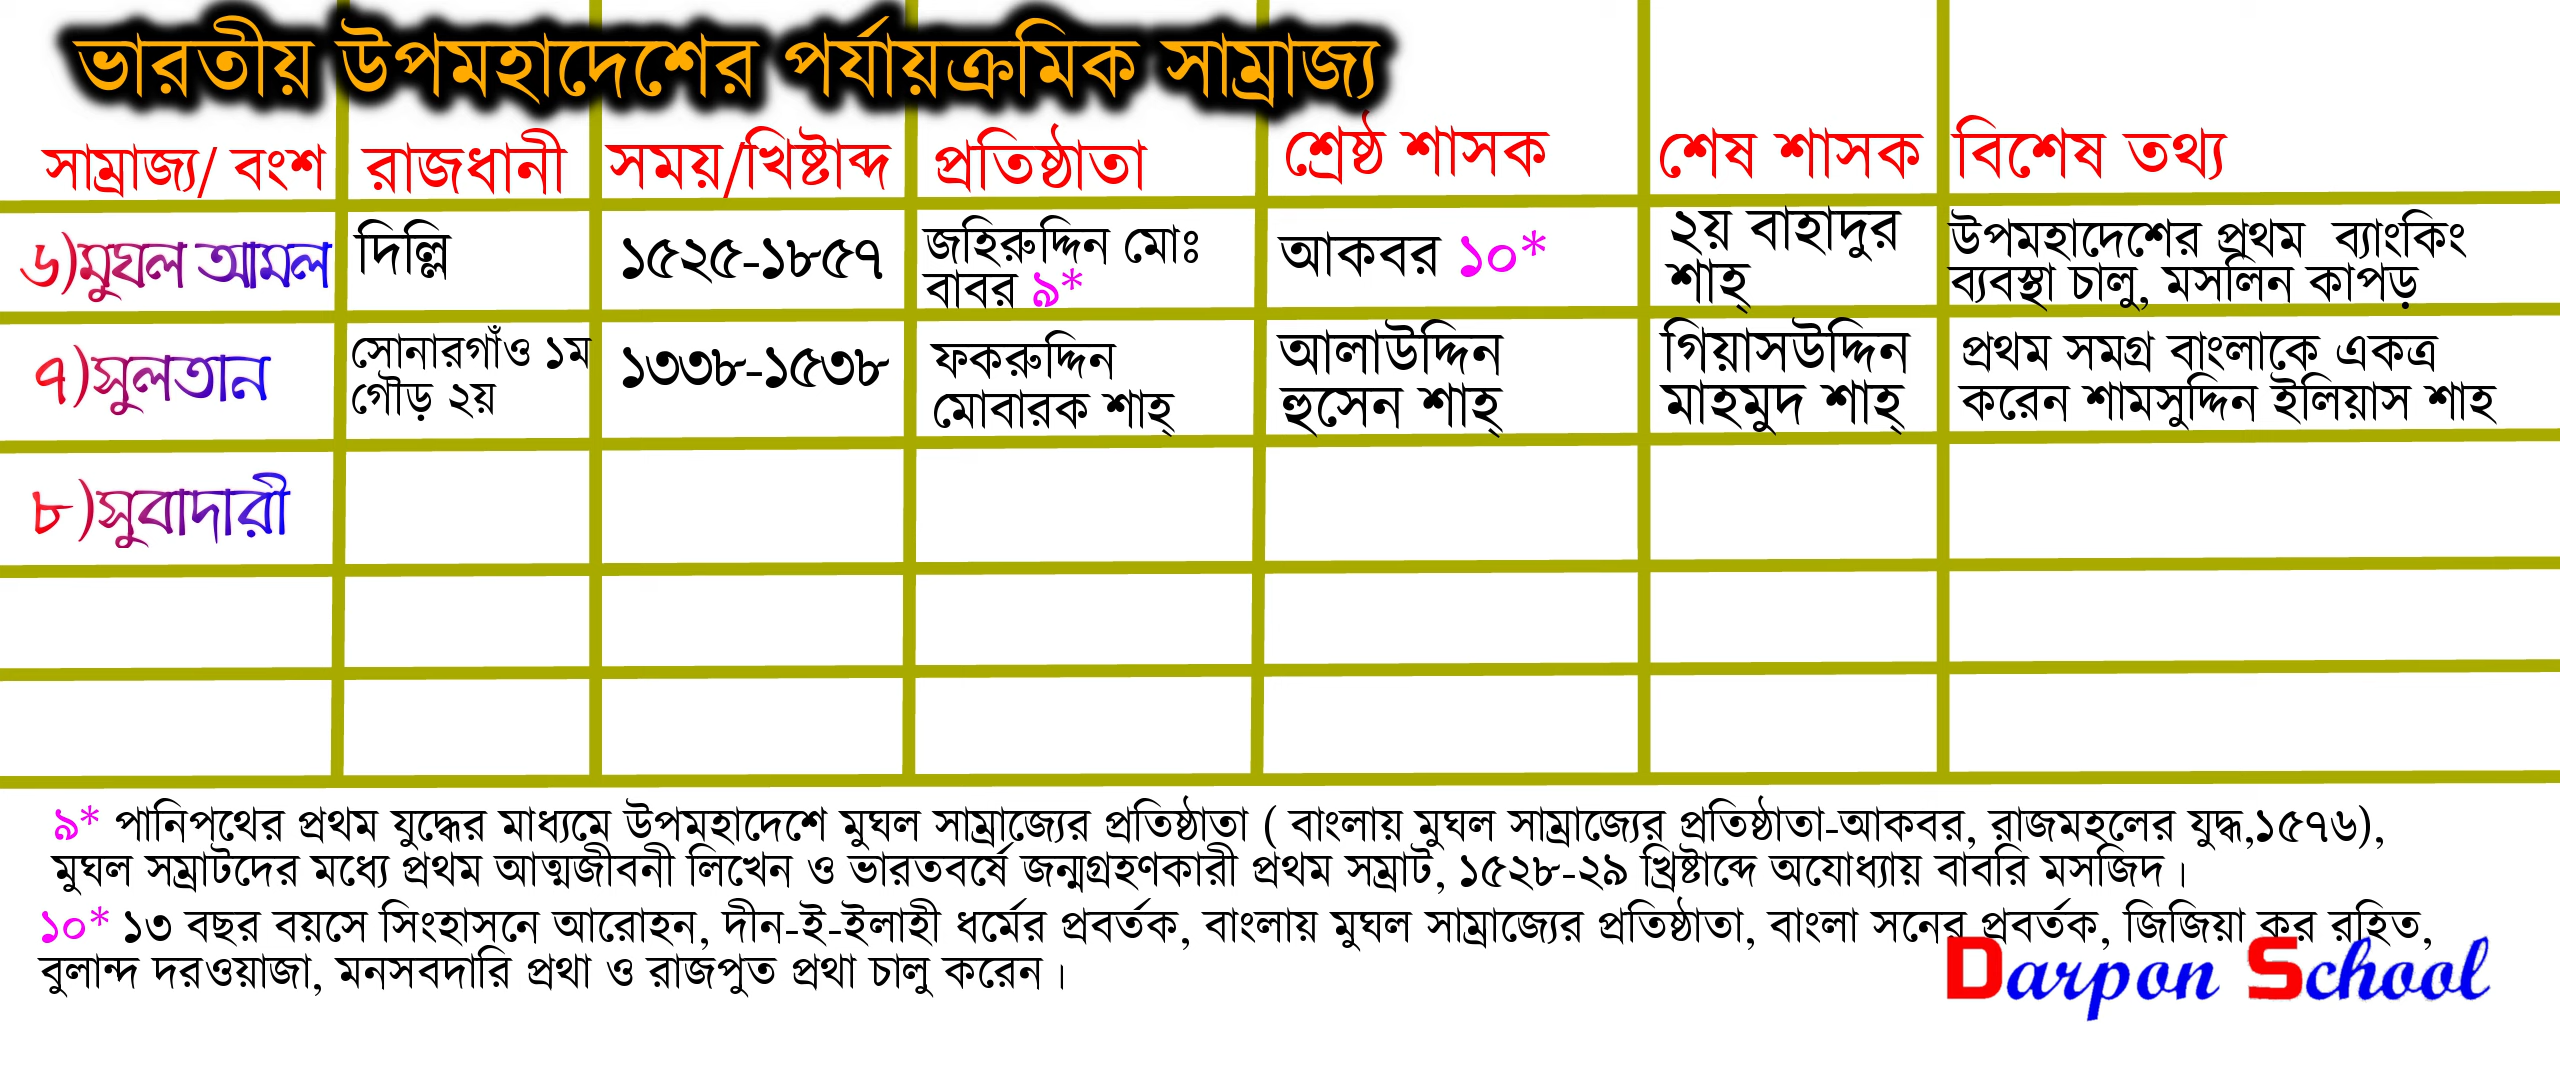 ভারতীয় উপমহাদেশের পর্যায়ক্রমিক সাম্রাজ্য
সাম্রাজ্য/ বংশ রাজধানী সময়/খিষ্টাব্দ প্রতিষ্ঠাতা শ্রেষ্ঠ শাসক শেষ শাসক বিশেষ তথ্য
৬)মুঘল আমল দিল্লি ১৫২৫-১৮৫৭ জহিরুদ্দিন মোঃ
বাবর ৯* আকবর ১০* ২য় বাহাদুর
শাহ্ উপমহাদেশের প্রথম ব্যাংকিং
ব্যবস্থা চালু, মসলিন কাপড়
৭)সুলতান সোনারগাঁও ১ম
গৌড় ২য় ১৩৩৮-১৫৩৮ ফকরুদ্দিন
মোবারক শাহ্ আলাউদ্দিন
হুসেন শাহ্ গিয়াসউদ্দিন
মাহমুদ শাহ্ প্রথম সমগ্র বাংলাকে একত্র
করেন শামসুদ্দিন ইলিয়াস শাহ
৮)সুবাদারী
৯* পানিপথের প্রথম যুদ্ধের মাধ্যমে উপমহাদেশে মুঘল সাম্রাজ্যের প্রতিষ্ঠাতা ( বাংলায় মুঘল সাম্রাজ্যের প্রতিষ্ঠাতা-আকবর, রাজমহলের যুদ্ধ,১৫৭৬),
মুঘল সম্রাটদের মধ্যে প্রথম আত্মজীবনী লিখেন ও ভারতবর্ষে জন্মগ্রহণকারী প্রথম সম্রাট, ১৫২৮-২৯ খ্রিষ্টাব্দে অযোধ্যায় বাবরি মসজিদ।
১০* ১৩ বছর বয়সে সিংহাসনে আরোহন, দীন-ই-ইলাহী ধর্মের প্রবর্তক, বাংলায় মুঘল সাম্রাজ্যের প্রতিষ্ঠাতা, বাংলা সনের প্রবর্তক, জিজিয়া কর রহিত,
বুলান্দ দরওয়াজা, মনসবদারি প্রথা ও রাজপুত প্রথা চালু করেন।
Darpon School